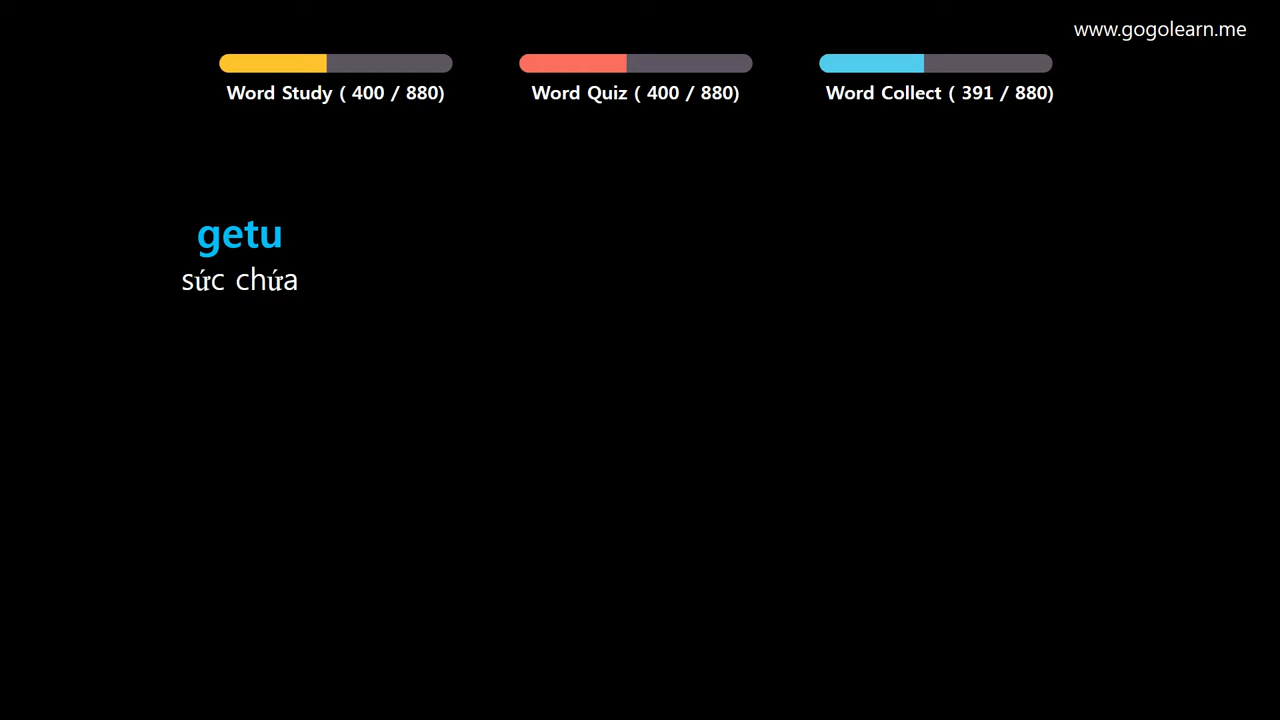 www.gogolearn.me
Word Study ( 400 / 880)
Word Quiz ( 400 / 880)
Word Collect ( 391 / 880)
getu
sức chứa